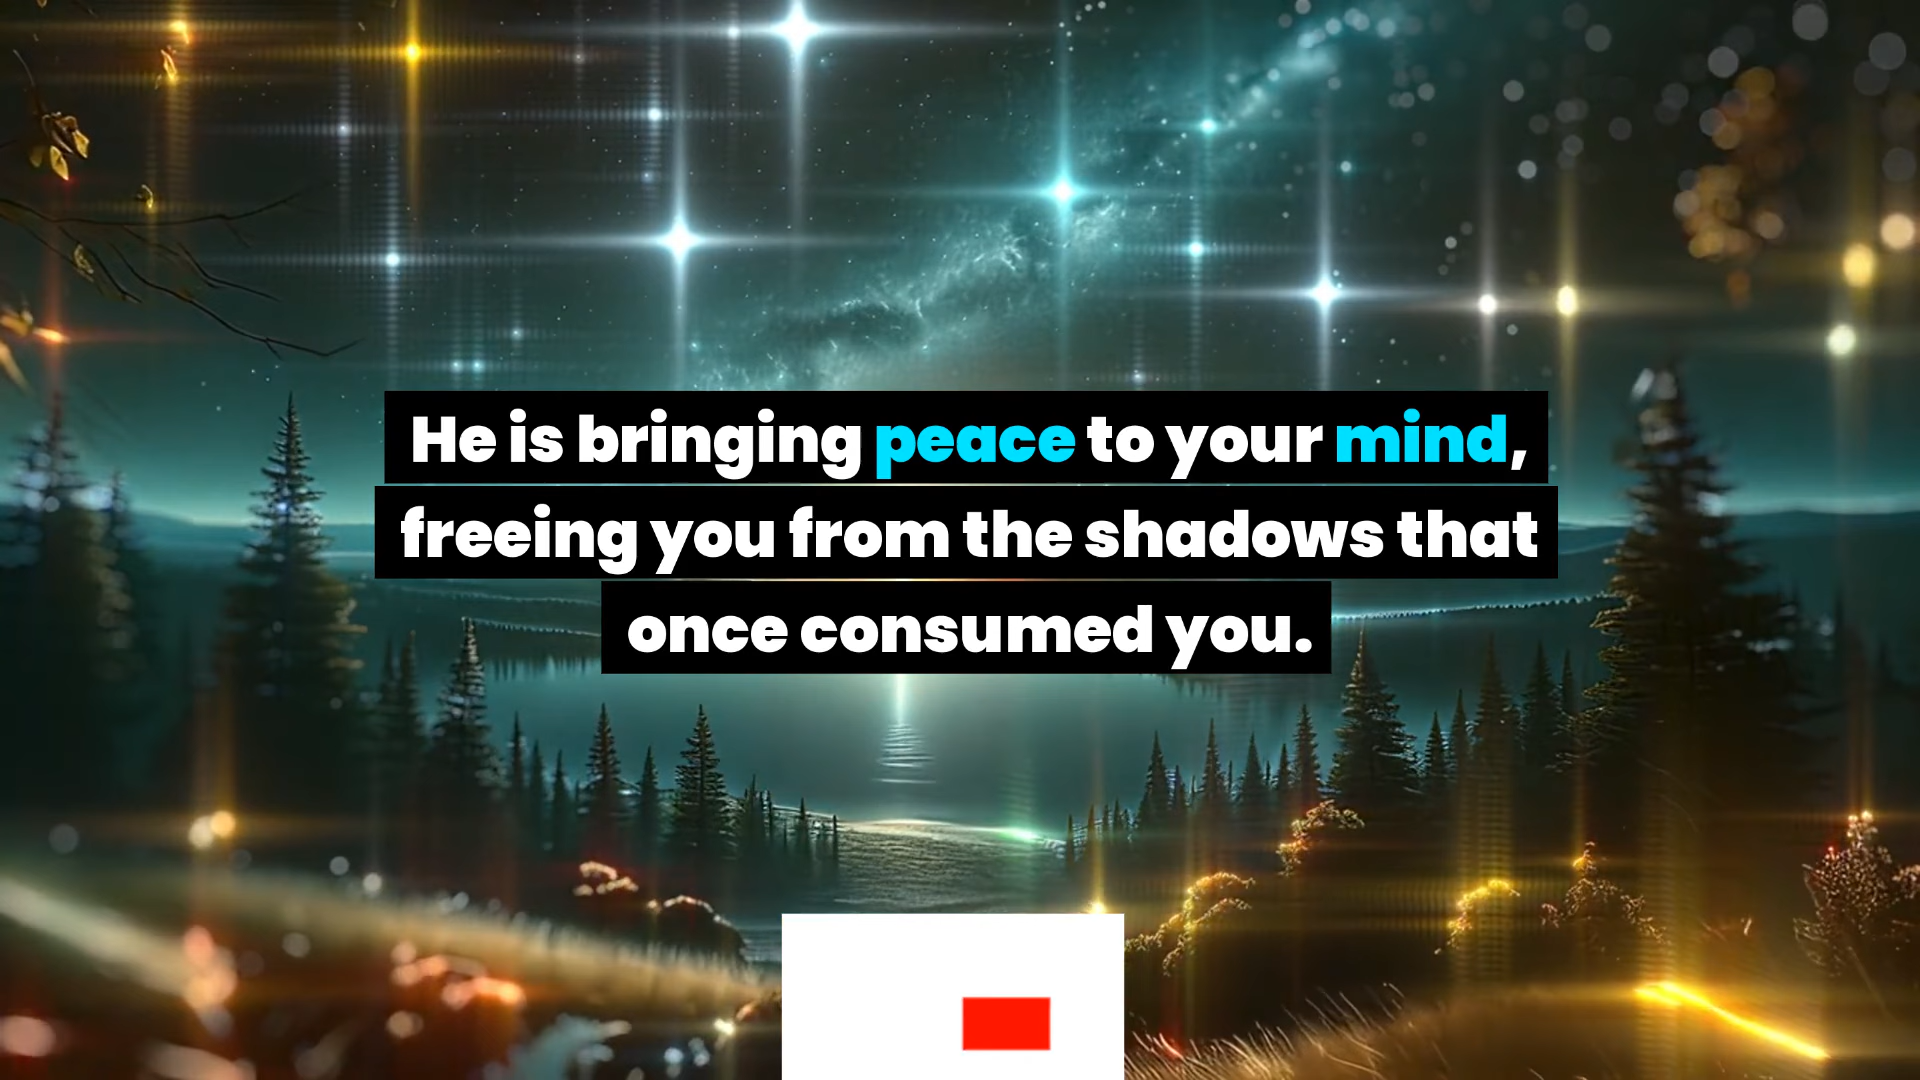 He is bringing peace to your mind,
freeing you from the shadows that
once consumed you.